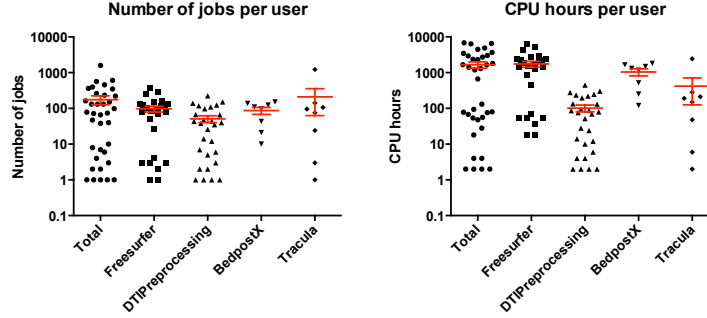 Number of jobs per user
Number of jobs
10000
1000
100
10
1
0.1
Total
Freesurfer
DTIPreprocessing
BedpostX
Tracula
CPU hours per user
CPU hours
10000
1000
100
10
1
0.1
Total
Freesurfer
DTIPreprocessing
BedpostX
Tracula